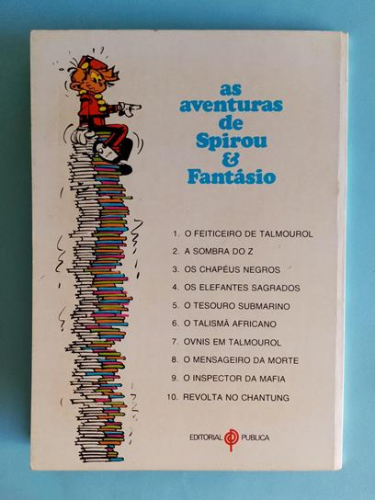 as
aventuras
de
Spirou
&
Fantásio
1. O FEITICEIRO DE TALMOUROL
2. A SOMBRA DO Z
3. OS CHAPÉUS NEGROS
4. OS ELEFANTES SAGRADOS
5. O TESOURO SUBMARINO
6. O TALISMÃ AFRICANO
7. OVNIS EM TALMOUROL
8. O MENSAGEIRO DA MORTE
9. O INSPECTOR DA MAFIA
10. REVOLTA NO CHANTUNG
EDITORIAL PUBLICA